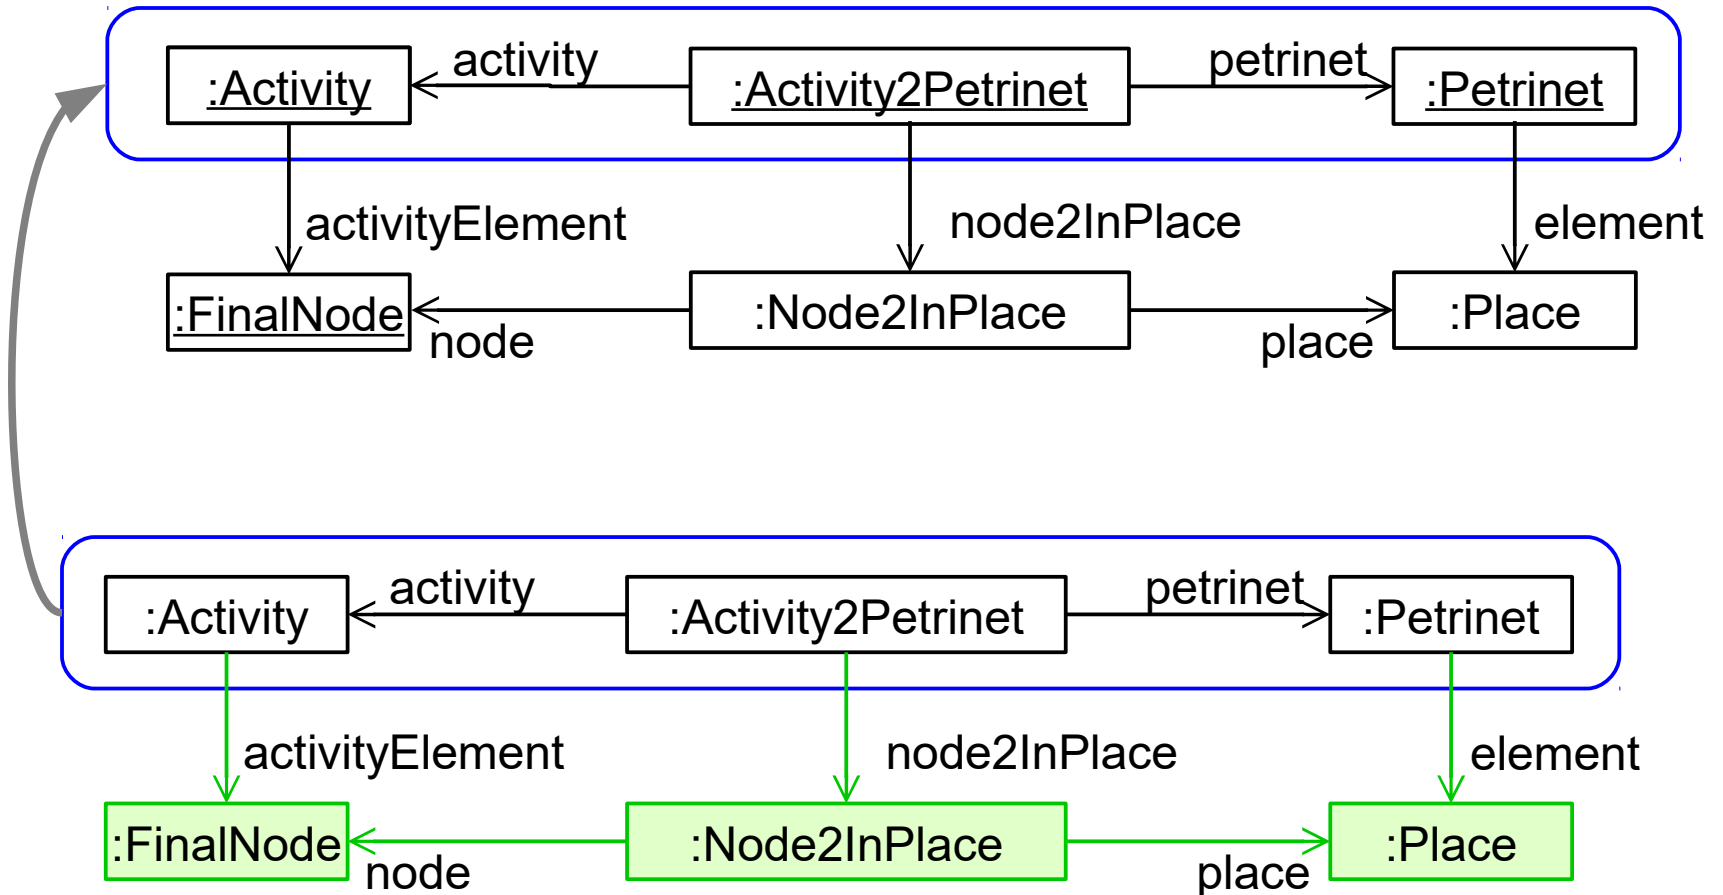 activity
petrinet
:Activity
:Activity2Petrinet
:Petrinet
activityElement
node2InPlace
element
:FinalNode
:Node2InPlace
:Place
node
place
activity
petrinet
:Activity
:Activity2Petrinet
:Petrinet
activityElement
node2InPlace
element
:FinalNode
:Node2InPlace
:Place
node
place